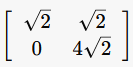 [ √2 √2 ]
[ 0 4√2 ]